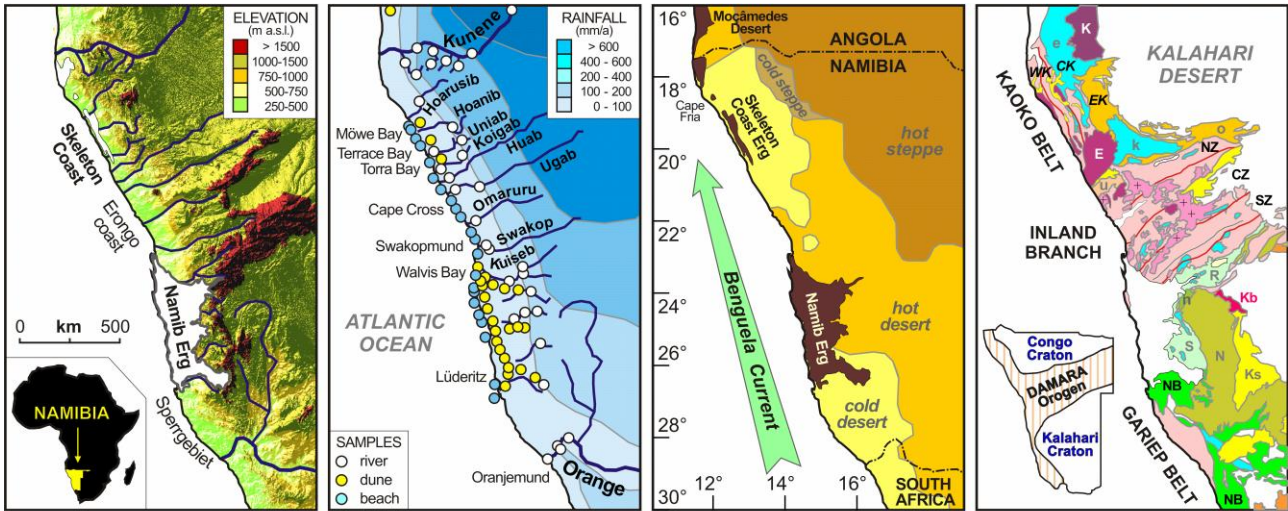 ELEVATION
(m a.s.l.)
> 1500
1000-1500
750-1000
500-750
250-500
Skeleton
Coast
Erongo
coast
Namib Erg
Sperrgebiet
0 km 500
NAMIBIA
RAINFALL
(mm/a)
> 600
400 - 600
200 - 400
100 - 200
0 - 100
Kunene
Hoarusib
Hoanib
Uniab
Koigab
Huab
Ugab
Omaruru
Swakop
Kuiseb
Orange
Möwe Bay
Terrace Bay
Torra Bay
Cape Cross
Swakopmund
Walvis Bay
ATLANTIC
OCEAN
Lüderitz
Oranjemund
SAMPLES
river
dune
beach
16°
18°
20°
22°
24°
26°
28°
30°
12°
14°
16°
Moçâmedes
Desert
ANGOLA
NAMIBIA
cold steppe
Cape
Fria
Skeleton
Coast Erg
hot
steppe
Benguela Current
Namib Erg
hot
desert
cold
desert
SOUTH
AFRICA
K
e
CK
WK
EK
KALAHARI
DESERT
KAOKO BELT
E
k
o
NZ
u
CZ
SZ
INLAND
BRANCH
R
n
Kb
S
N
Ks
NB
GARIEP BELT
NB
Congo
Craton
DAMARA
Orogen
Kalahari
Craton